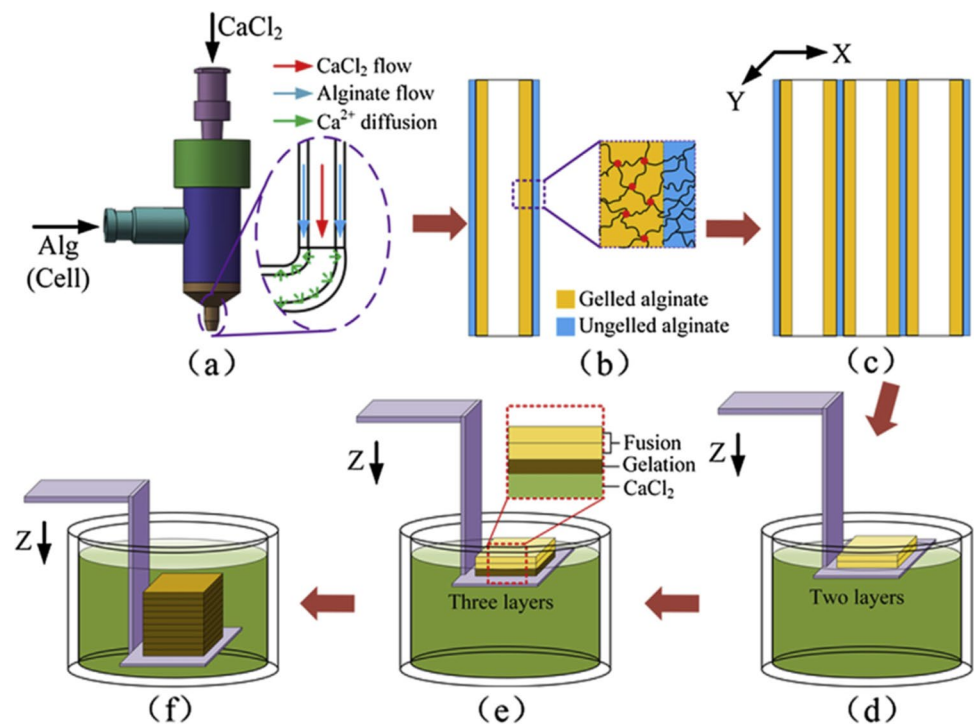 CaCl₂
CaCl₂ flow
Alginate flow
Ca²⁺ diffusion
Alg
(Cell)
(a)
Gelled alginate
Ungelled alginate
(b)
X
Y
(c)
Z
Two layers
(d)
Z
Fusion
Gelation
CaCl₂
Three layers
(e)
Z
(f)